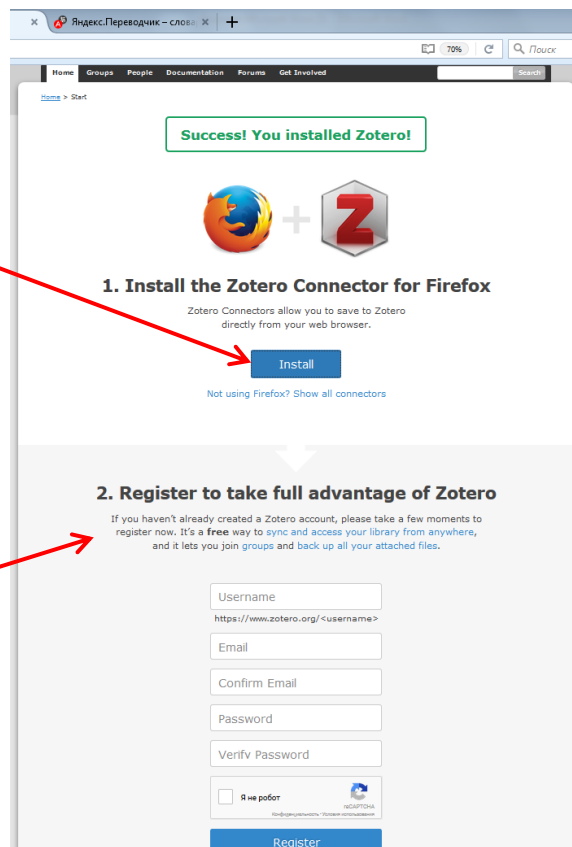 Яндекс.Переводчик – слова
70%
Поиск
Home Groups People Documentation Forums Get Involved
Search
Home > Start
Success! You installed Zotero!
1. Install the Zotero Connector for Firefox
Zotero Connectors allow you to save to Zotero
directly from your web browser.
Install
Not using Firefox? Show all connectors
2. Register to take full advantage of Zotero
If you haven't already created a Zotero account, please take a few moments to
register now. It's a free way to sync and access your library from anywhere,
and it lets you join groups and back up all your attached files.
Username
https://www.zotero.org/<username>
Email
Confirm Email
Password
Verify Password
Я не робот
reCAPTCHA
Конфиденциальность - Условия использования
Register